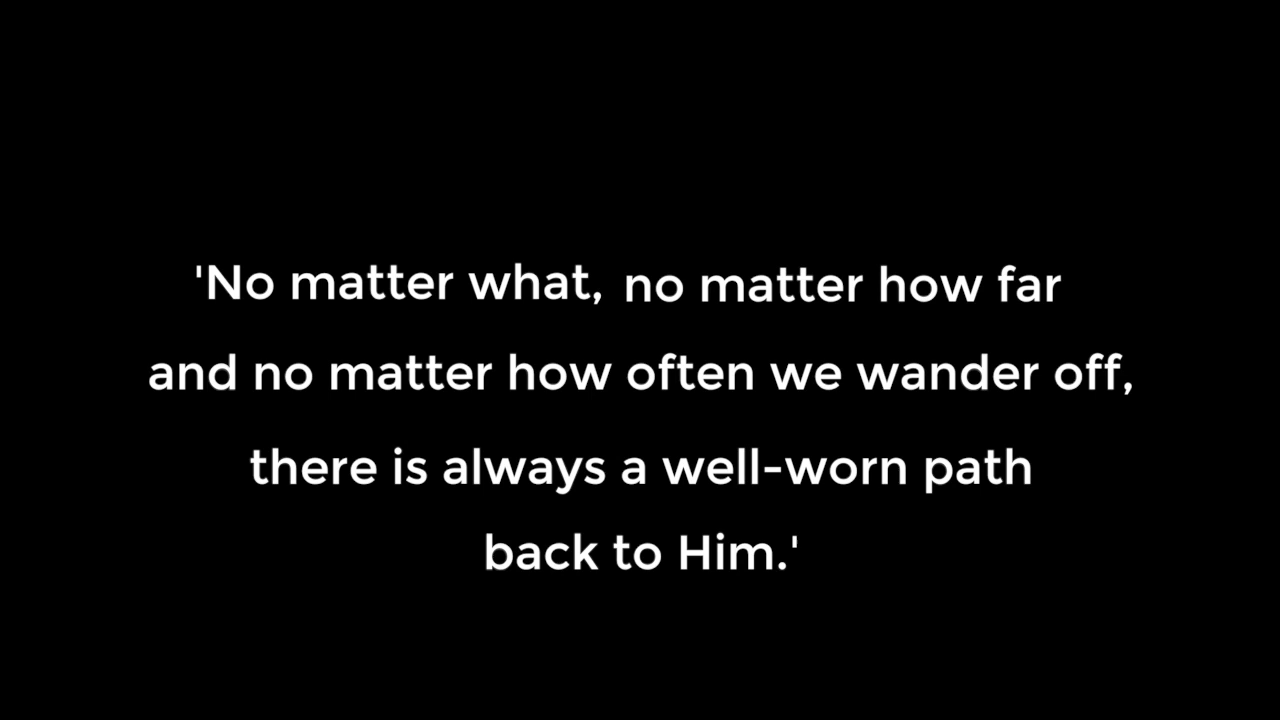 'No matter what, no matter how far
and no matter how often we wander off,
there is always a well-worn path
back to Him.'